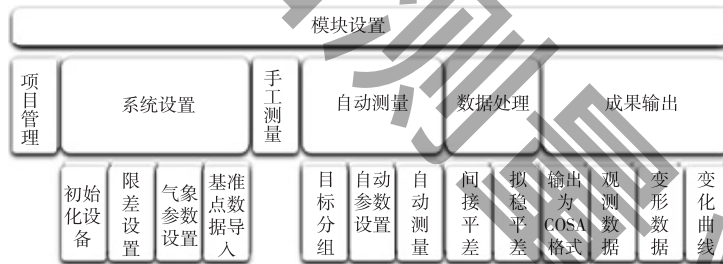 模块设置
项目管理
系统设置
手工测量
自动测量
数据处理
成果输出
初始
化设
备
限差设置
气象
参数
设置
基准
点数
据导
入
目标分组
自动
参数
设置
自动测量
间接平差
拟稳平差
输出
为
COSA
格式
观测数据
变形数据
变化曲线